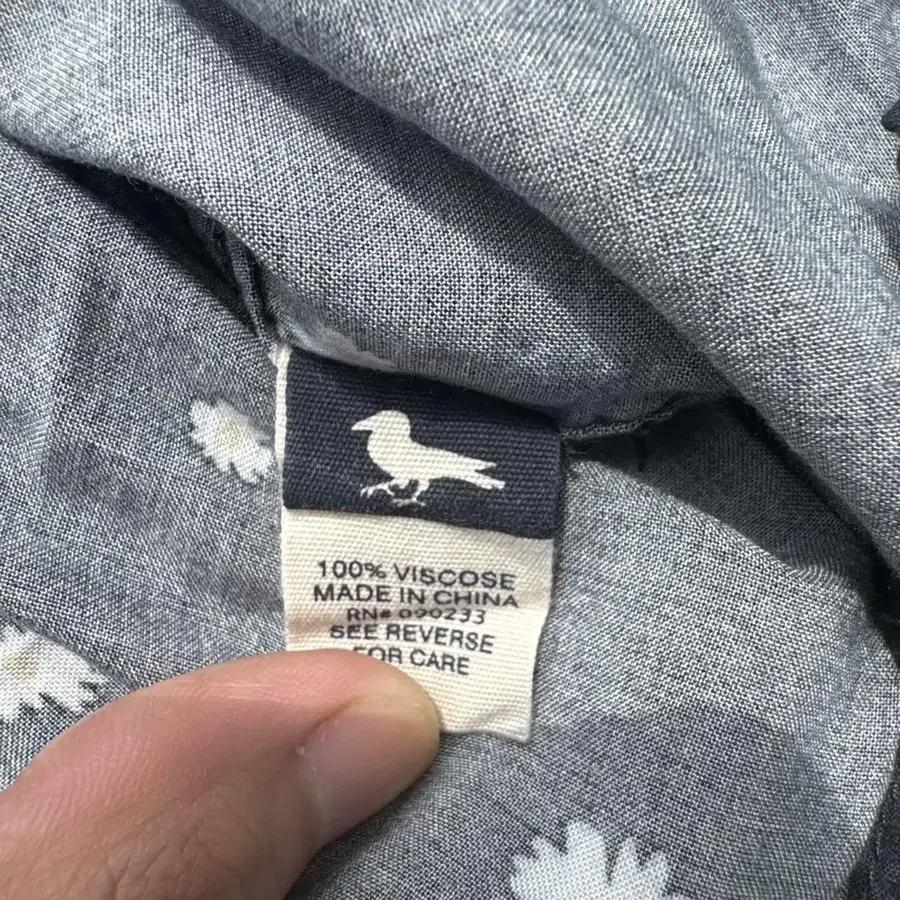 100% VISCOSE
MADE IN CHINA
RN# 090233
SEE REVERSE
FOR CARE